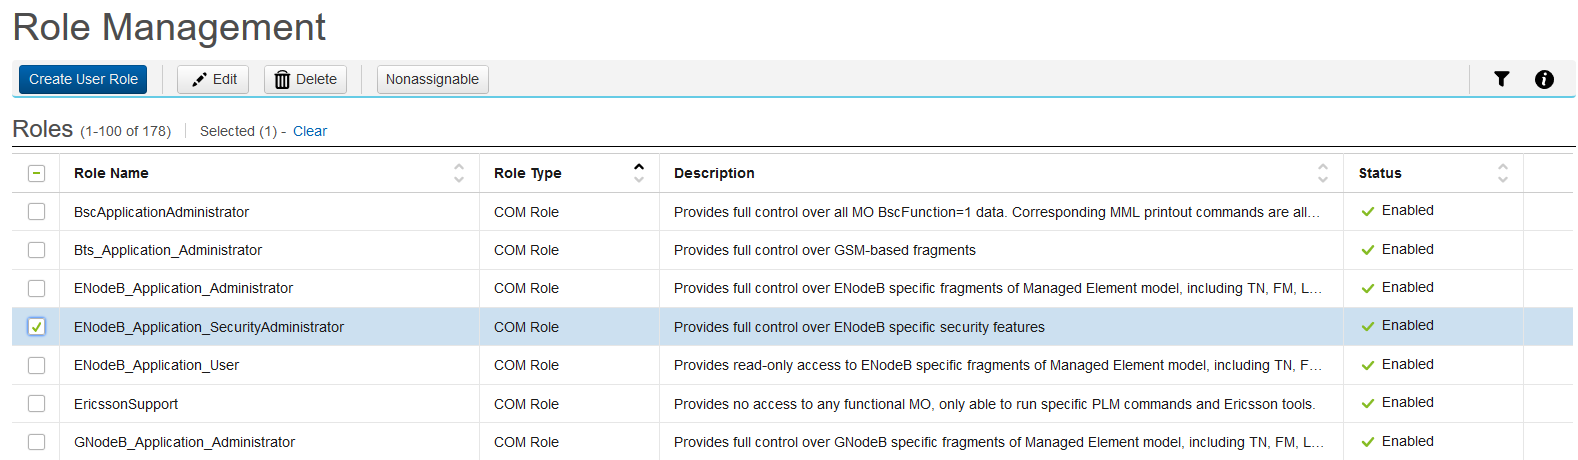 Role Management
Create User Role Edit Delete Nonassignable
Roles (1-100 of 178) Selected (1) - Clear
Role Name Role Type Description Status
BscApplicationAdministrator COM Role Provides full control over all MO BscFunction=1 data. Corresponding MML printout commands are all… Enabled
Bts_Application_Administrator COM Role Provides full control over GSM-based fragments Enabled
ENodeB_Application_Administrator COM Role Provides full control over ENodeB specific fragments of Managed Element model, including TN, FM, L… Enabled
ENodeB_Application_SecurityAdministrator COM Role Provides full control over ENodeB specific security features Enabled
ENodeB_Application_User COM Role Provides read-only access to ENodeB specific fragments of Managed Element model, including TN, F… Enabled
EricssonSupport COM Role Provides no access to any functional MO, only able to run specific PLM commands and Ericsson tools. Enabled
GNodeB_Application_Administrator COM Role Provides full control over GNodeB specific fragments of Managed Element model, including TN, FM, L… Enabled